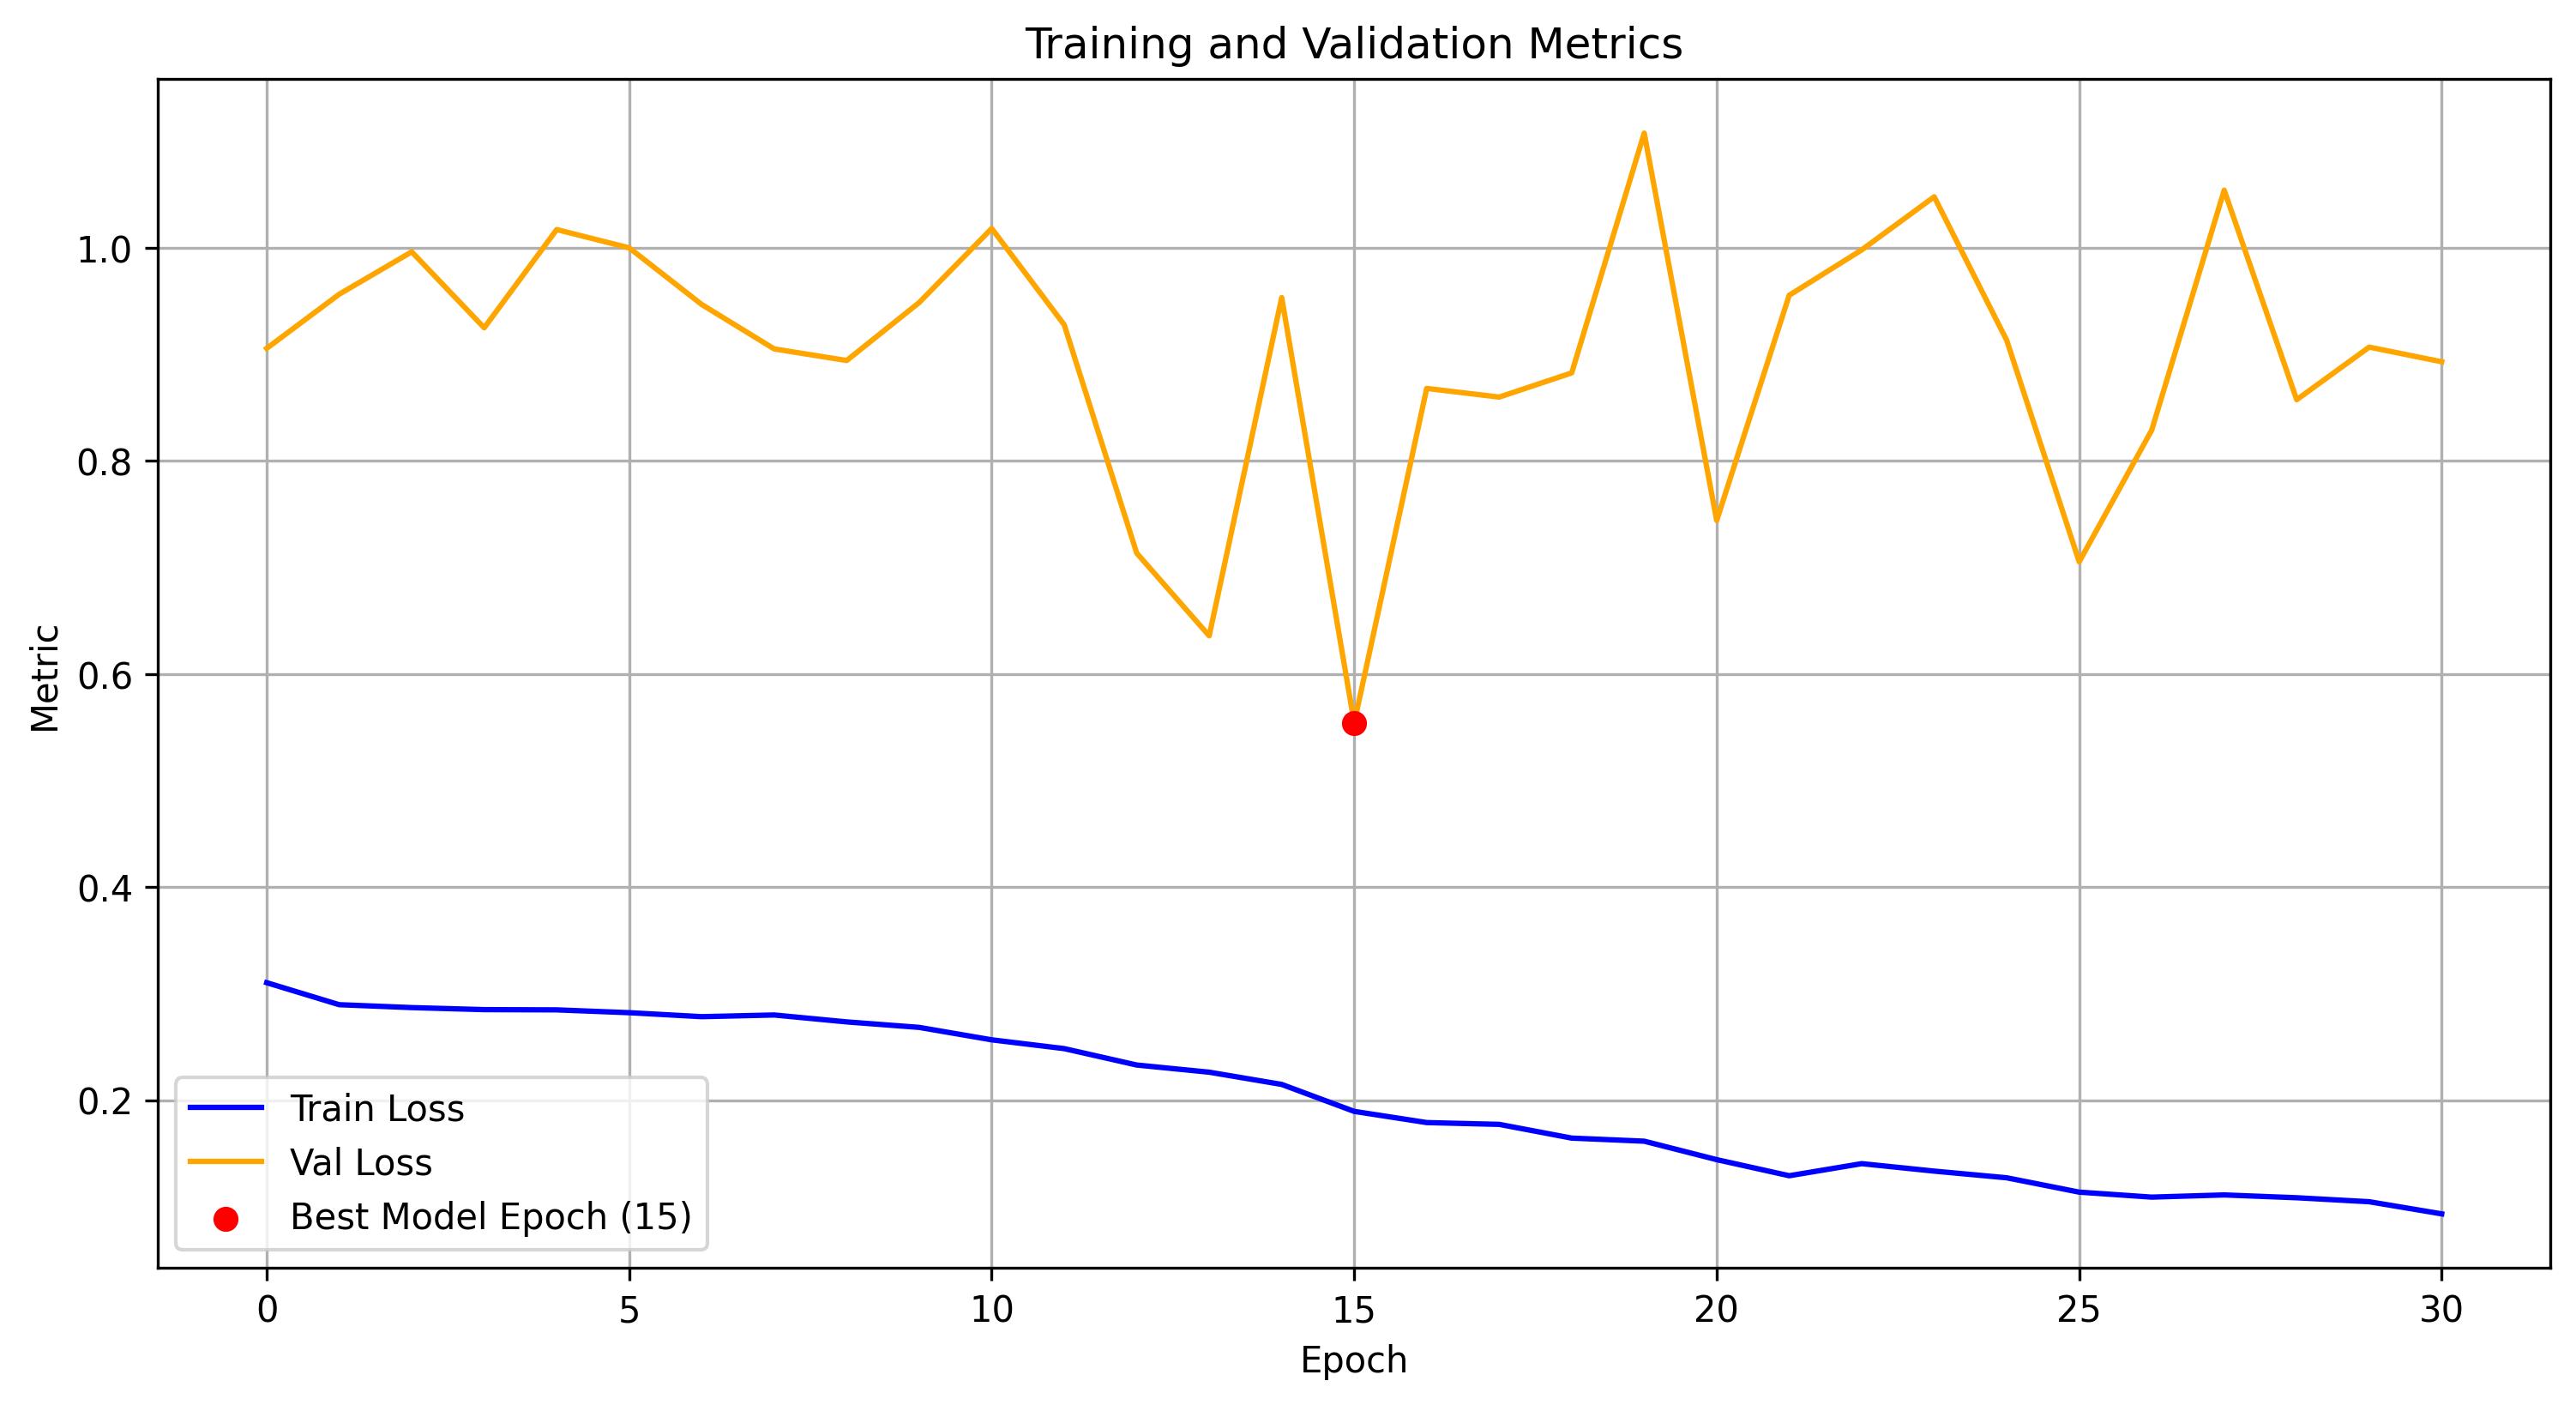 Training and Validation Metrics
1.0
0.8
0.6
0.4
0.2
Metric
Train Loss
Val Loss
Best Model Epoch (15)
0 5 10 15 20 25 30
Epoch